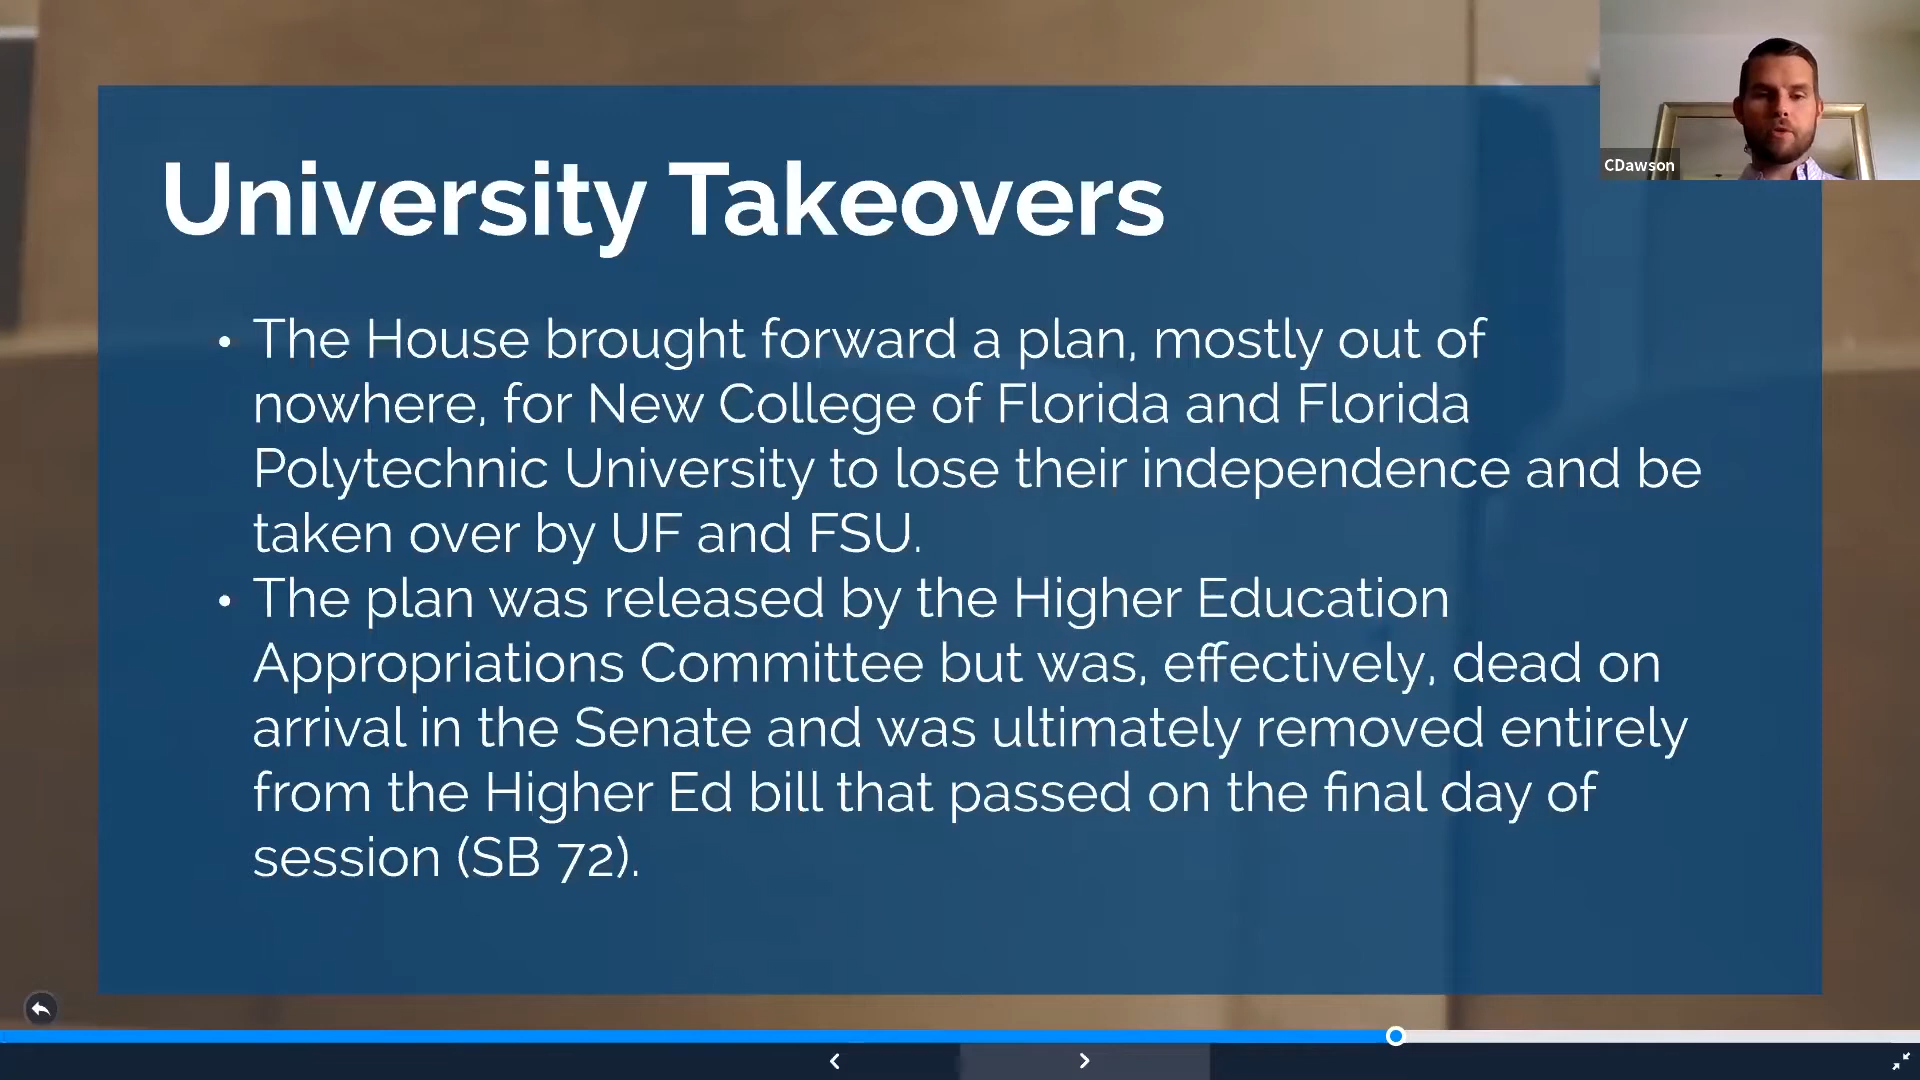 CDawson
University Takeovers
• The House brought forward a plan, mostly out of
nowhere, for New College of Florida and Florida
Polytechnic University to lose their independence and be
taken over by UF and FSU.
• The plan was released by the Higher Education
Appropriations Committee but was, effectively, dead on
arrival in the Senate and was ultimately removed entirely
from the Higher Ed bill that passed on the final day of
session (SB 72).